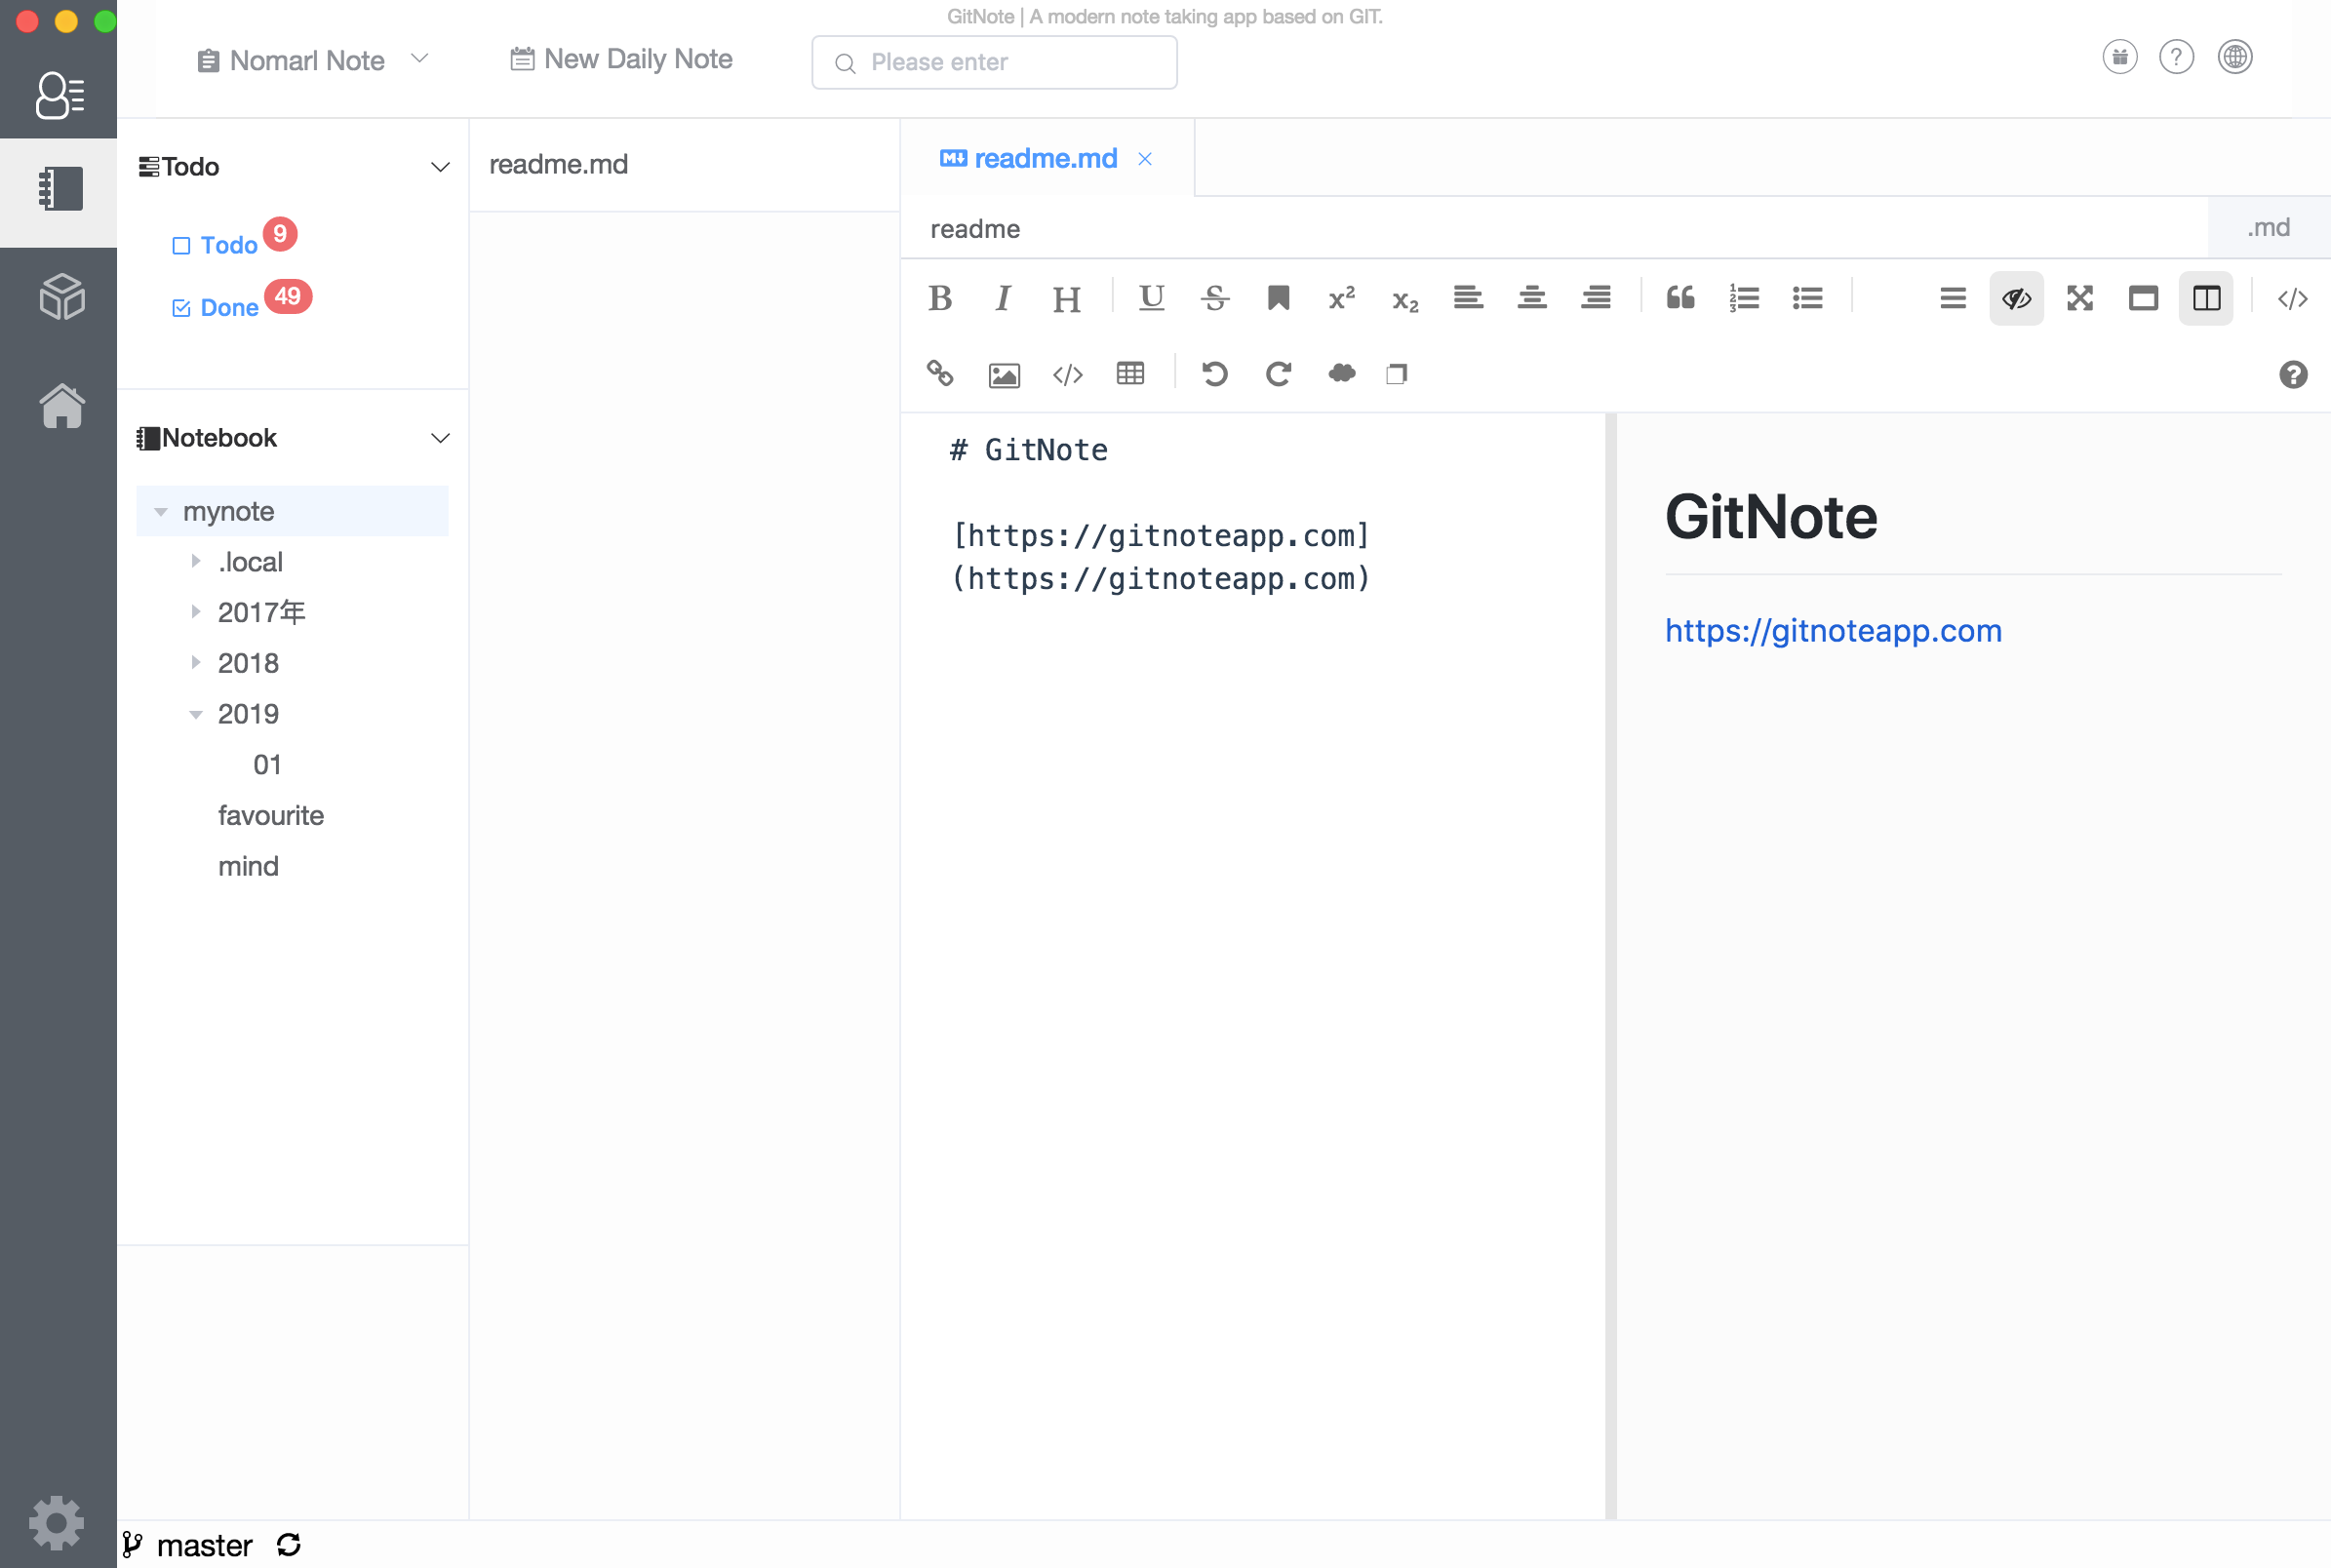 GitNote | A modern note taking app based on GIT.
Nomarl Note
New Daily Note
Please enter
Todo
Todo 9
Done 49
Notebook
mynote
.local
2017年
2018
2019
01
favourite
mind
readme.md
readme.md
readme
.md
# GitNote
[https://gitnoteapp.com]
(https://gitnoteapp.com)
GitNote
https://gitnoteapp.com
master